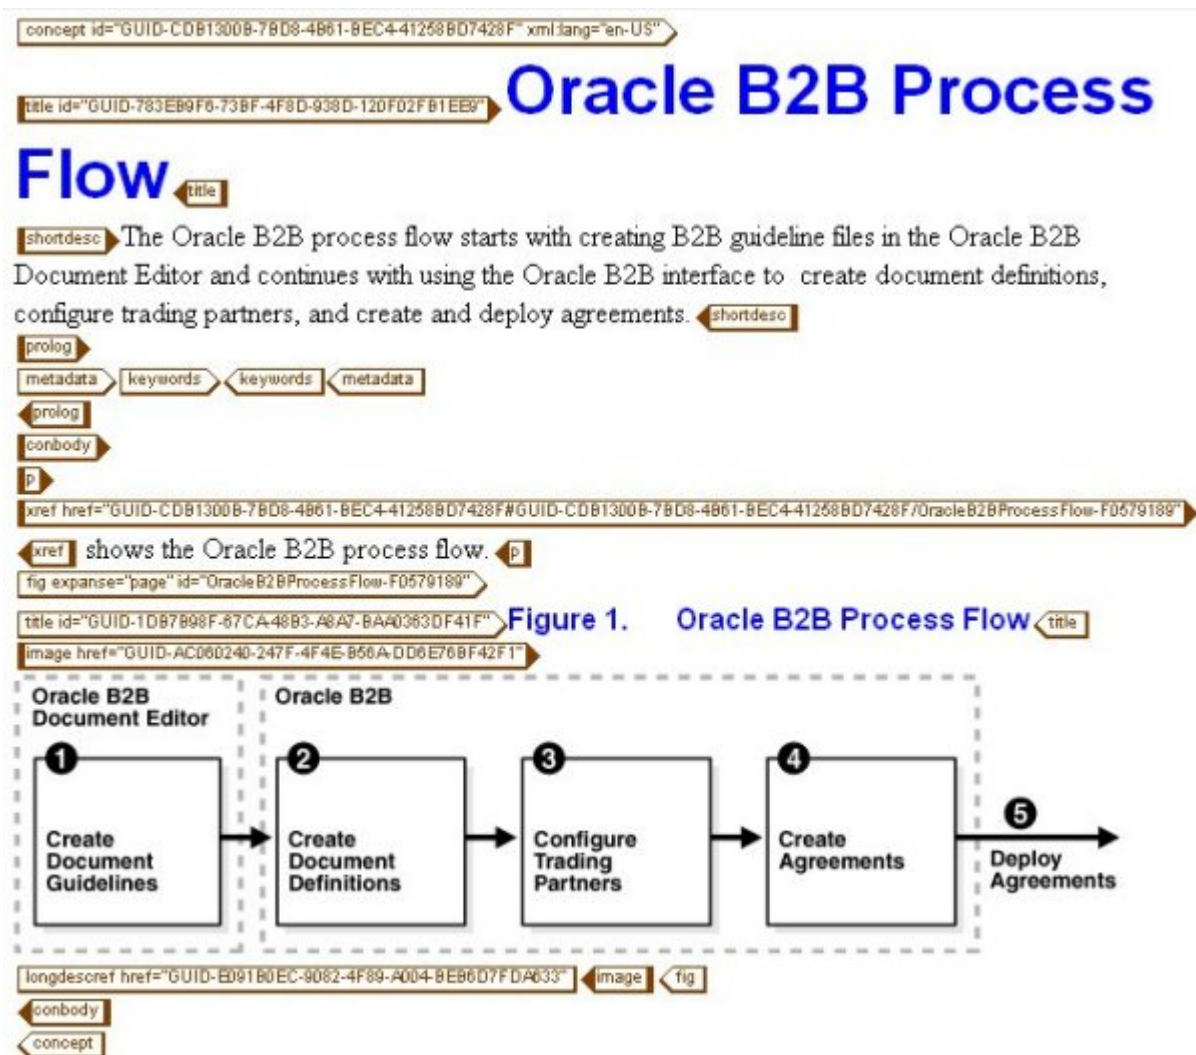 concept id="GUID-CDB1300B-7BD8-4B61-BEC4-41258BD7428F" xml:lang="en-US"
title id="GUID-783EB9F6-73BF-4F8D-938D-120F02FB1EE9" Oracle B2B Process
Flow title
shortdesc The Oracle B2B process flow starts with creating B2B guideline files in the Oracle B2B
Document Editor and continues with using the Oracle B2B interface to create document definitions,
configure trading partners, and create and deploy agreements. shortdesc
prolog
metadata keywords keywords metadata
prolog
conbody
p
xref href="GUID-CDB1300B-7BD8-4B61-BEC4-41258BD7428F#GUID-CDB1300B-7BD8-4B61-BEC4-41258BD7428F/OracleB2BProcessFlow-F0579189"
xref shows the Oracle B2B process flow. p
fig expanse="page" id="OracleB2BProcessFlow-F0579189"
title id="GUID-1DB7B98F-67CA-48B3-A8A7-BAA0363DF41F" Figure 1. Oracle B2B Process Flow title
image href="GUID-AC060240-247F-4F4E-B56A-DD6E76BF42F1"
Oracle B2B
Document Editor
Oracle B2B
1
Create
Document
Guidelines
2
Create
Document
Definitions
3
Configure
Trading
Partners
4
Create
Agreements
5
Deploy
Agreements
longdescref href="GUID-E091B0EC-9082-4F89-A004-BEB6D7FDA633" image fig
conbody
concept